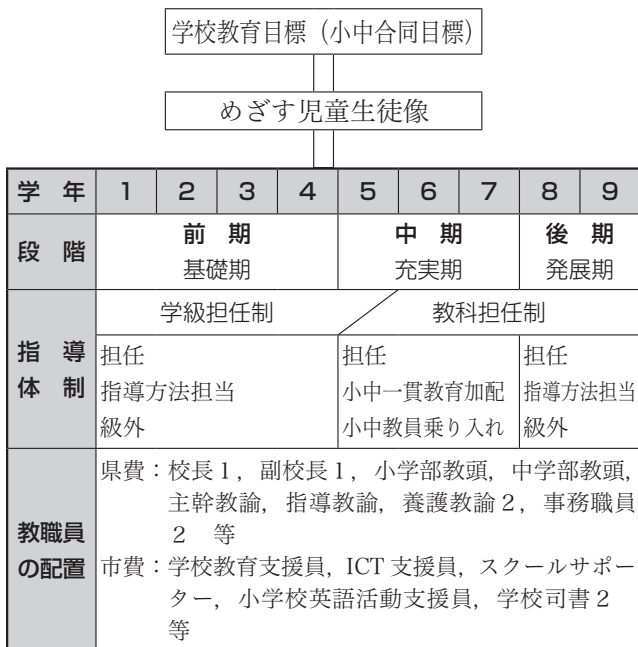 学校教育目標（小中合同目標）
めざす児童生徒像
学 年 1 2 3 4 5 6 7 8 9
段 階 前 期 中 期 後 期
基礎期 充実期 発展期
指 導 体 制
学級担任制 教科担任制
担任 担任 担任
指導方法担当 小中一貫教育加配 指導方法担当
級外 小中教員乗り入れ 級外
教職員の配置
県費：校長1，副校長1，小学部教頭，中学部教頭，
主幹教諭，指導教諭，養護教諭2，事務職員
2 等
市費：学校教育支援員，ICT支援員，スクールサポー
ター，小学校英語活動支援員，学校司書2
等